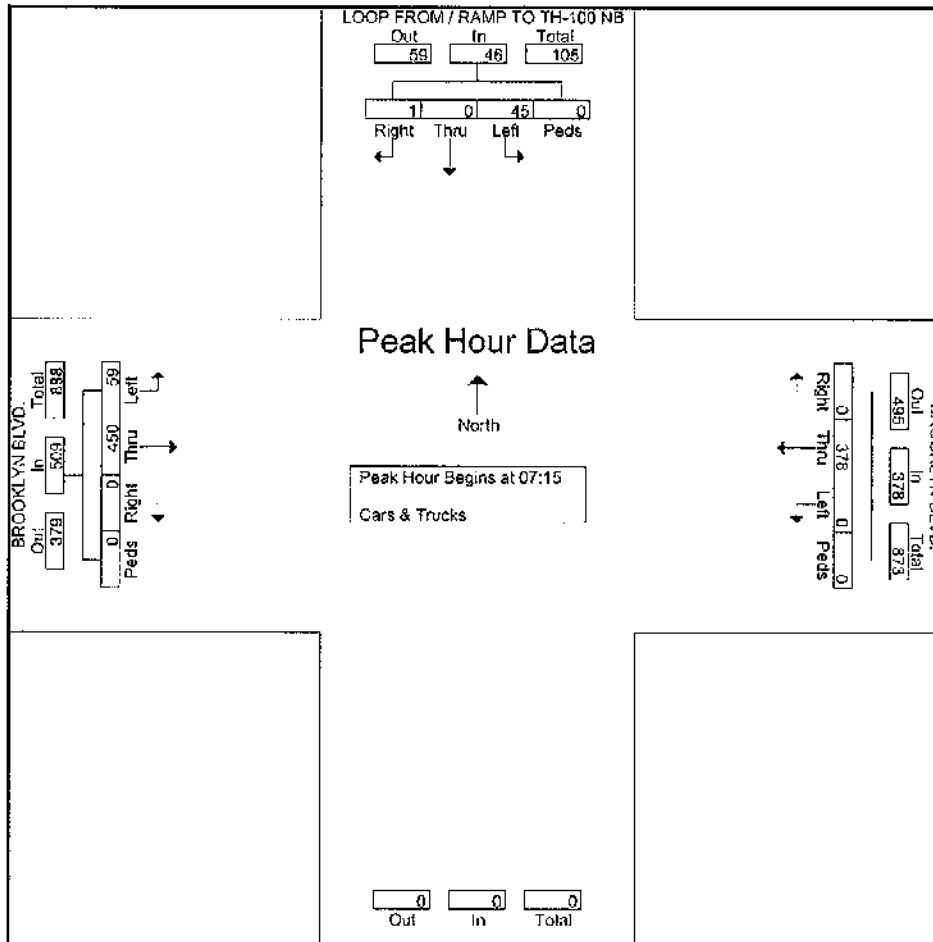 LOOP FROM / RAMP TO TH-100 NB
Out In Total
59 46 105
1 0 45 0
Right Thru Left Peds
Peak Hour Data
North
Peak Hour Begins at 07:15
Cars & Trucks
BROOKLYN BLVD.
Out In Total
379 509 888
0 0 450 59
Peds Right Thru Left
Right Thru Left Peds
0 378 0 0
Out In Total
495 378 873
0 0 0
Out In Total